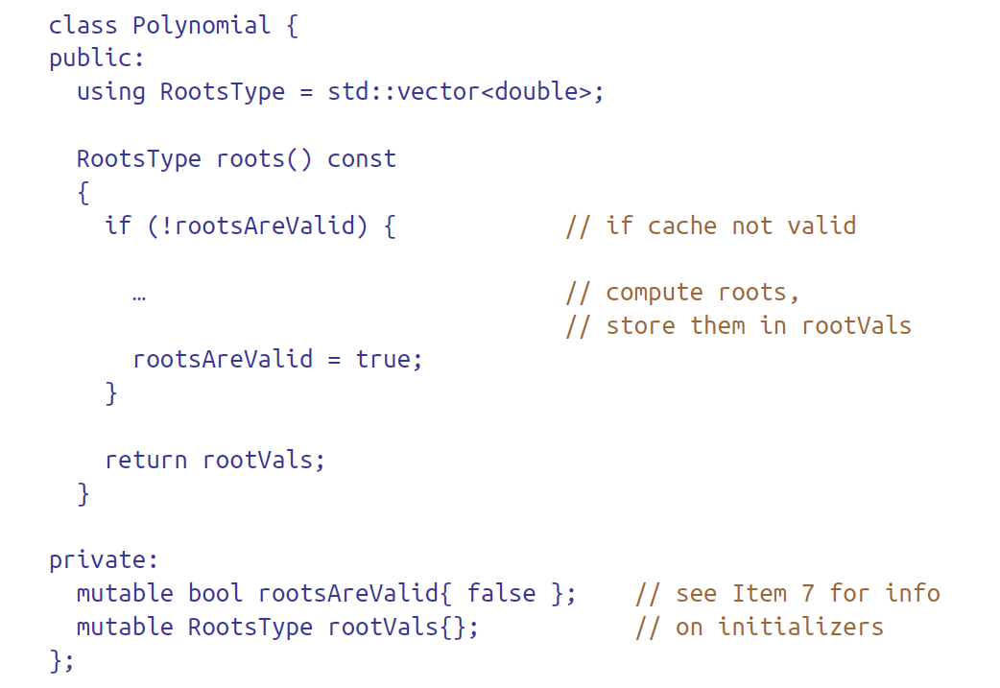 class Polynomial {
public:
  using RootsType = std::vector<double>;

  RootsType roots() const
  {
    if (!rootsAreValid) {            // if cache not valid

      …                              // compute roots,
                                     // store them in rootVals
      rootsAreValid = true;
    }

    return rootVals;
  }

private:
  mutable bool rootsAreValid{ false };    // see Item 7 for info
  mutable RootsType rootVals{};           // on initializers
};